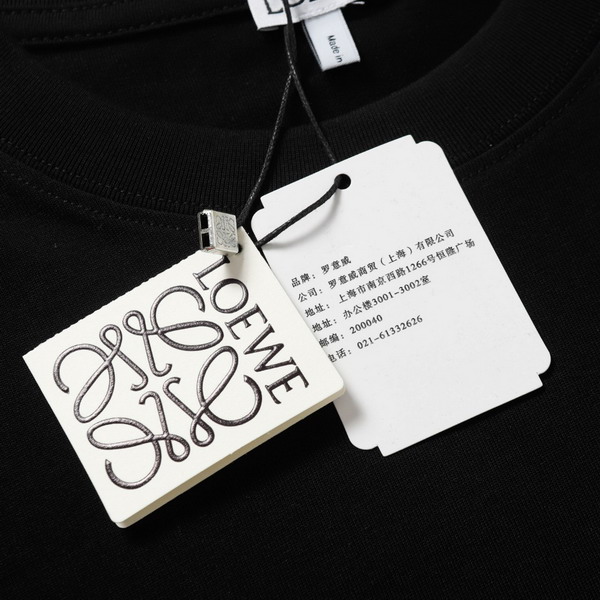 Made in
LOEWE
品牌：罗意威
公司：罗意威商贸（上海）有限公司
地址：上海市南京西路1266号恒隆广场
地址：办公楼3001-3002室
邮编：200040
电话：021-61332626